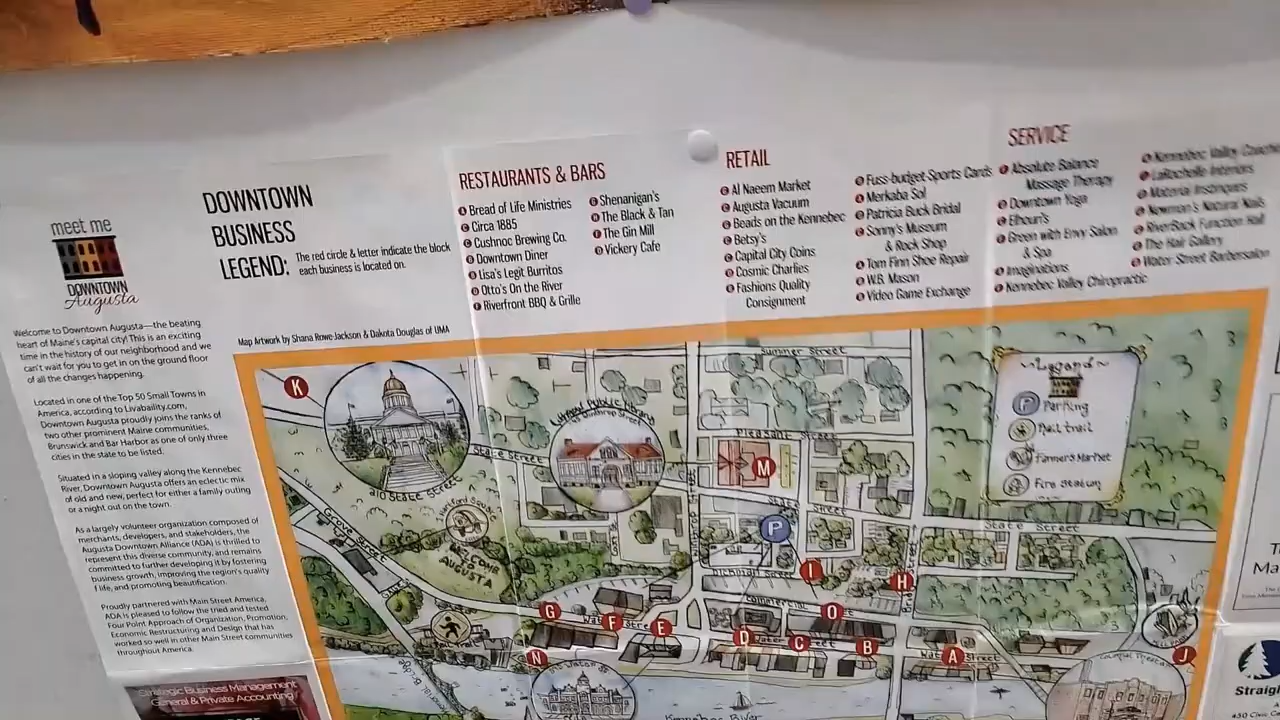 meet me
DOWNTOWN
Augusta
Welcome to Downtown Augusta—the beating
heart of Maine's capital city! This is an exciting
time in the history of our neighborhood and we
can't wait for you to get in on the ground floor
of all the changes happening.
Located in one of the Top 50 Small Towns in
America, according to Livability.com,
Downtown Augusta proudly joins the ranks of
two other prominent Maine communities,
Brunswick and Bar Harbor as one of only three
cities in the state to be listed.
Situated in a sloping valley along the Kennebec
River, Downtown Augusta offers an eclectic mix
of old and new, perfect for either a family outing
or a night out on the town.
As a largely volunteer organization composed of
merchants, developers, and stakeholders, the
Augusta Downtown Alliance (ADA) is thrilled to
represent this diverse community, and remains
committed to further developing it by fostering
business growth, improving the region's quality
of life, and promoting beautification.
Proudly partnered with Main Street America,
ADA is pleased to follow the tried and tested
Four Point Approach of Organization, Promotion,
Economic Restructuring and Design that has
worked so well in other Main Street communities
throughout America.
Strategic Business Management
General & Private Accounting
DOWNTOWN
BUSINESS
LEGEND:
The red circle & letter indicate the block
each business is located on.
Map Artwork by Shana Rowe-Jackson & Dakota Douglas of UMA
RESTAURANTS & BARS
Bread of Life Ministries
Circa 1885
Cushnoc Brewing Co.
Downtown Diner
Lisa's Legit Burritos
Otto's On the River
Riverfront BBQ & Grille
Shenanigan's
The Black & Tan
The Gin Mill
Vickery Cafe
RETAIL
Al Naeem Market
Augusta Vacuum
Beads on the Kennebec
Betsy's
Capital City Coins
Cosmic Charlies
Fashions Quality
Consignment
Fuss-budget Sports Cards
Merkaba Sol
Patricia Buck Bridal
Sonny's Museum
& Rock Shop
Tom Finn Shoe Repair
W.B. Mason
Video Game Exchange
SERVICE
Absolute Balance
Massage Therapy
Downtown Yoga
Elhouri's
Green with Envy Salon
& Spa
Imaginations
Kennebec Valley Chiropractic
Kennebec Valley
LaRochelle Interiors
Material Instinques
Newmon's Natural Nails
RiverBack Function Hall
The Hair Gallery
Water Street Barbersalon
Summer Street
Legend
Parking
Rail trail
Farmers Market
Fire Station
K
Lithgow Public Library
Winthrop Street
Pleasant Street
M
State Street
210 State Street
P
State Street
State Street
Grove Street
WELCOME TO
AUGUSTA
L
H
Commercial
G
F
Water Street
E
D
Water
C
Street
O
B
Water Street
A
J
N
Kennebec River
Straigh